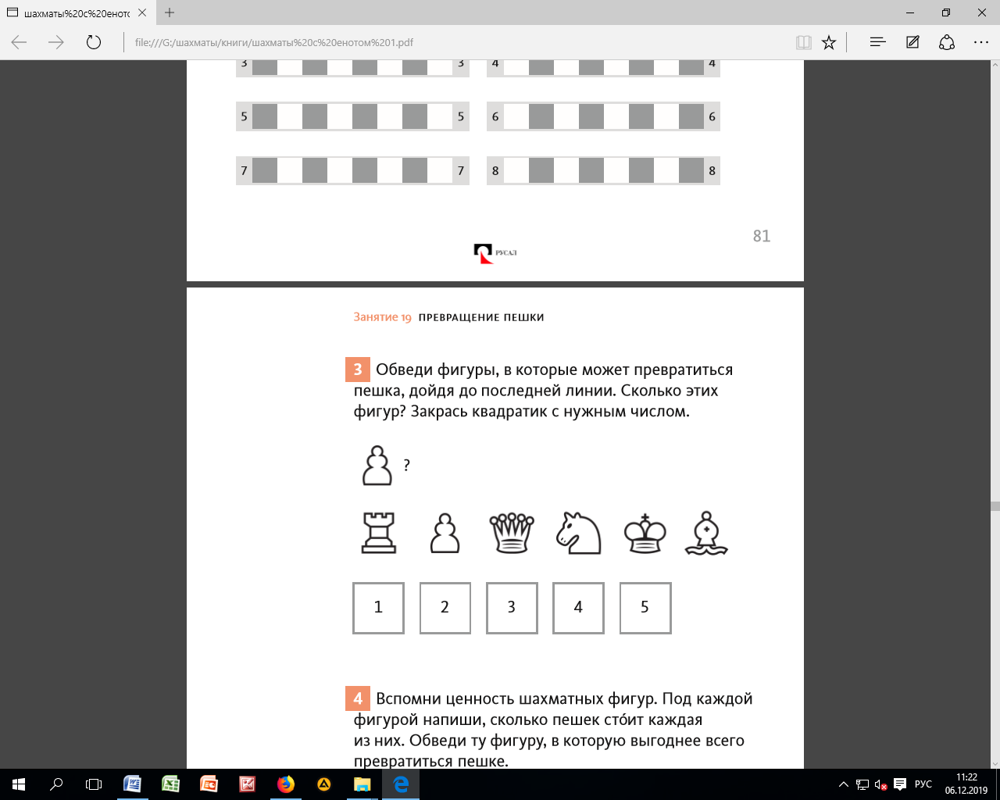 шахматы%20с%20енотс
file:///G:/шахматы/книги/шахматы%20с%20енотом%201.pdf
3 3 4 4
5 5 6 6
7 7 8 8
81
РУСАЛ
Занятие 19 ПРЕВРАЩЕНИЕ ПЕШКИ
3 Обведи фигуры, в которые может превратиться
пешка, дойдя до последней линии. Сколько этих
фигур? Закрась квадратик с нужным числом.
?
1 2 3 4 5
4 Вспомни ценность шахматных фигур. Под каждой
фигурой напиши, сколько пешек сто́ит каждая
из них. Обведи ту фигуру, в которую выгоднее всего
превратиться пешке.
РУС
11:22
06.12.2019